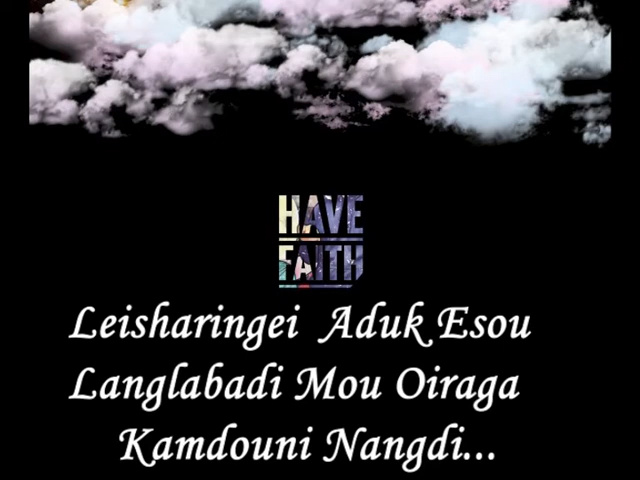 HAVE
FAITH
Leisharingei Aduk Esou
Langlabadi Mou Oiraga
Kamdouni Nangdi...